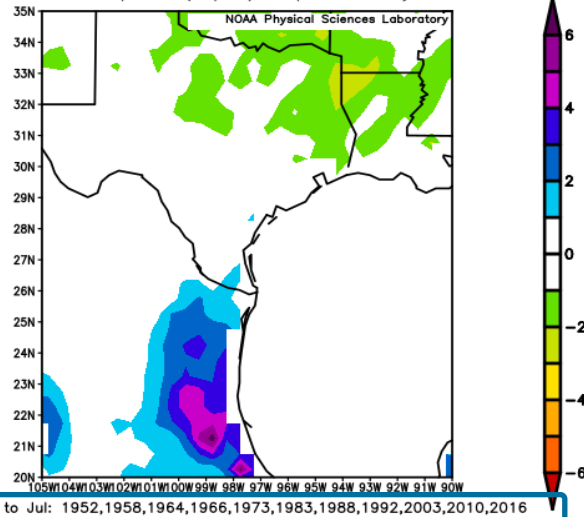 NOAA Physical Sciences Laboratory
35N
34N
33N
32N
31N
30N
29N
28N
27N
26N
25N
24N
23N
22N
21N
20N
105W104W103W102W101W100W99W 98W 97W 96W 95W 94W 93W 92W 91W 90W
6
4
2
0
-2
-4
-6
to Jul: 1952,1958,1964,1966,1973,1983,1988,1992,2003,2010,2016